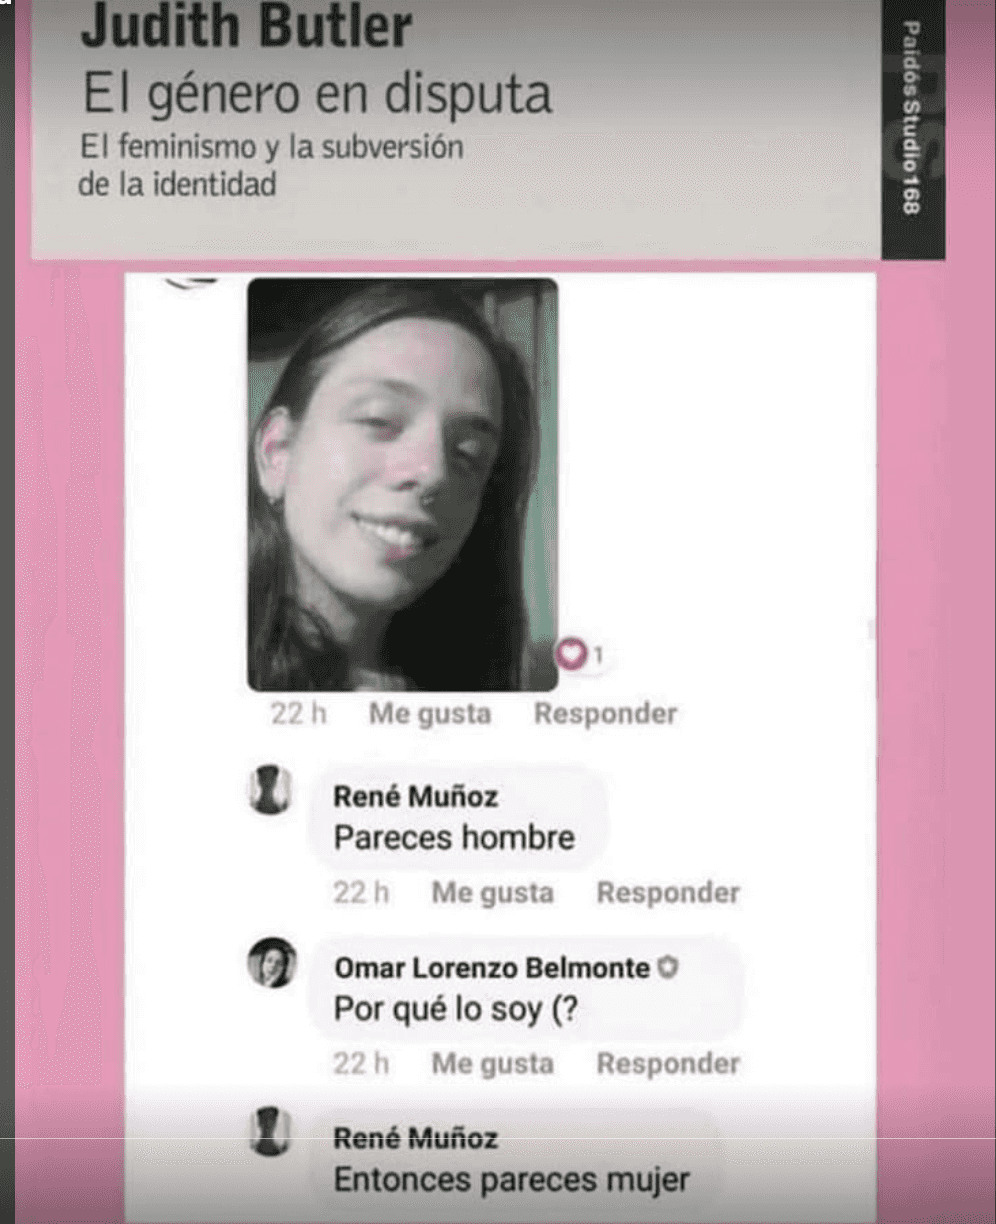 Judith Butler
El género en disputa
El feminismo y la subversión
de la identidad
Paidós Studio 168
1
22 h Me gusta Responder
René Muñoz
Pareces hombre
22 h Me gusta Responder
Omar Lorenzo Belmonte
Por qué lo soy (?
22 h Me gusta Responder
René Muñoz
Entonces pareces mujer